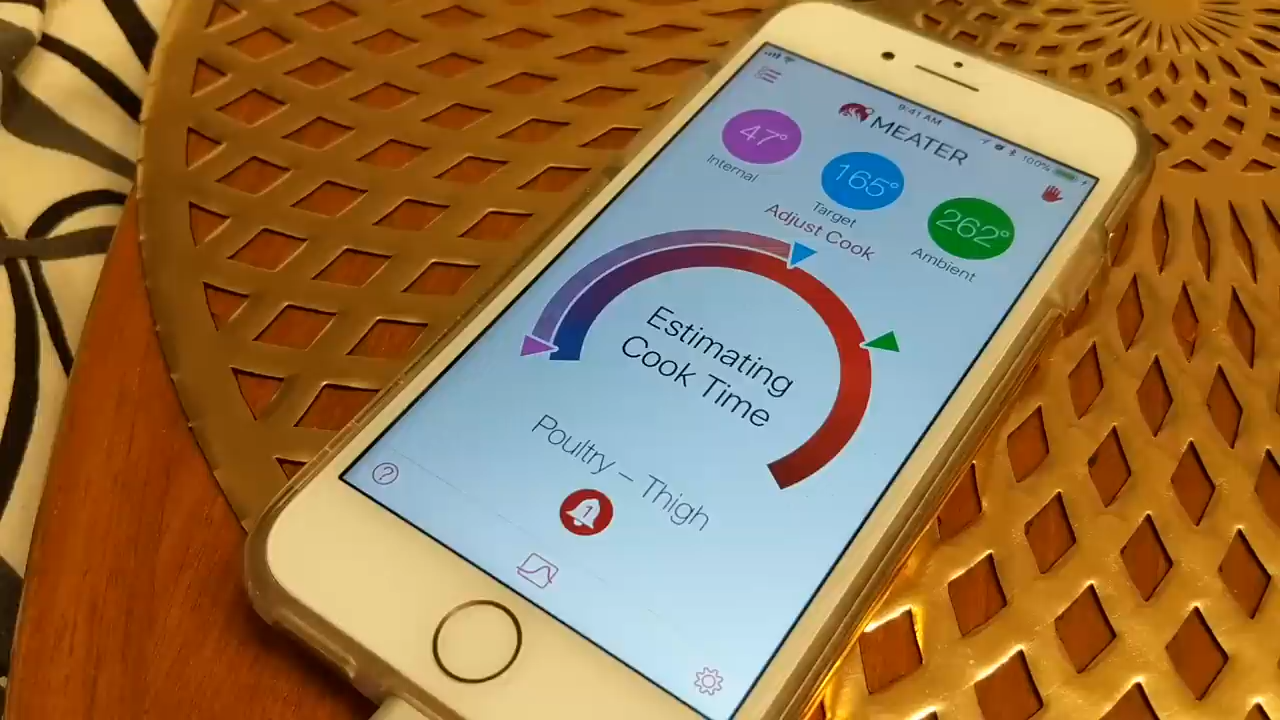 9:41 AM
100%
MEATER
47°
Internal
165°
Target
262°
Ambient
Adjust Cook
Estimating
Cook Time
Poultry – Thigh
?
1